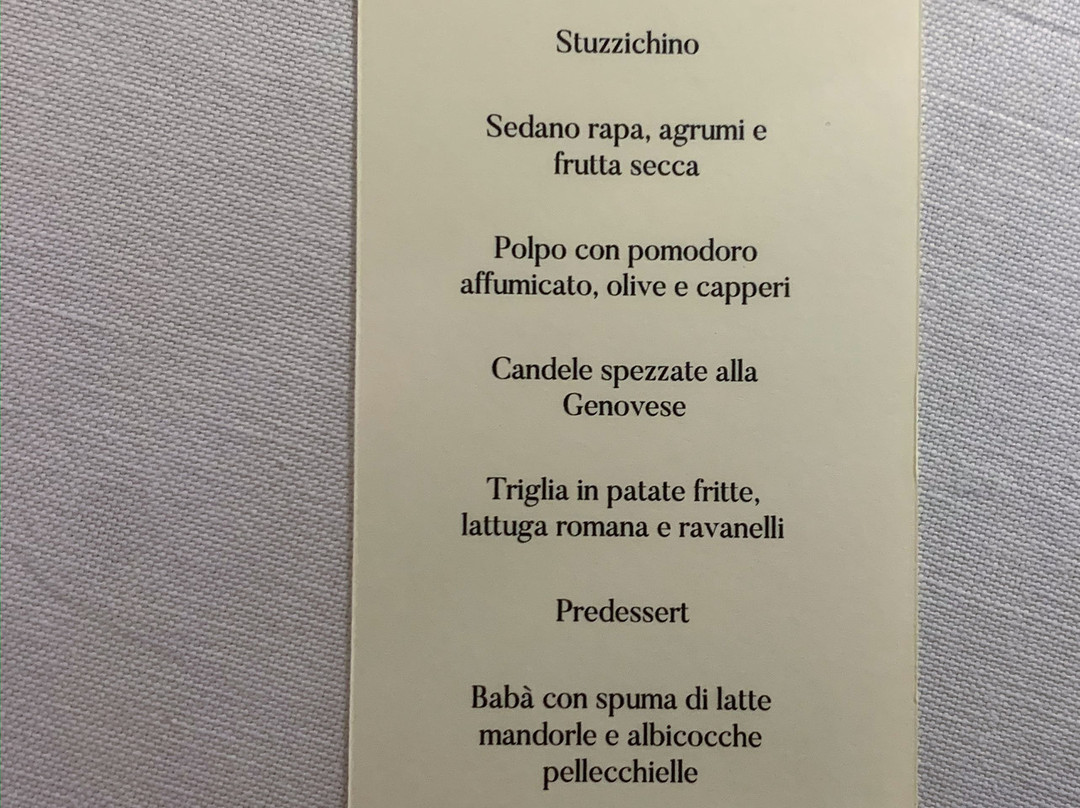 Stuzzichino
Sedano rapa, agrumi e
frutta secca
Polpo con pomodoro
affumicato, olive e capperi
Candele spezzate alla
Genovese
Triglia in patate fritte,
lattuga romana e ravanelli
Predessert
Babà con spuma di latte
mandorle e albicocche
pellecchielle